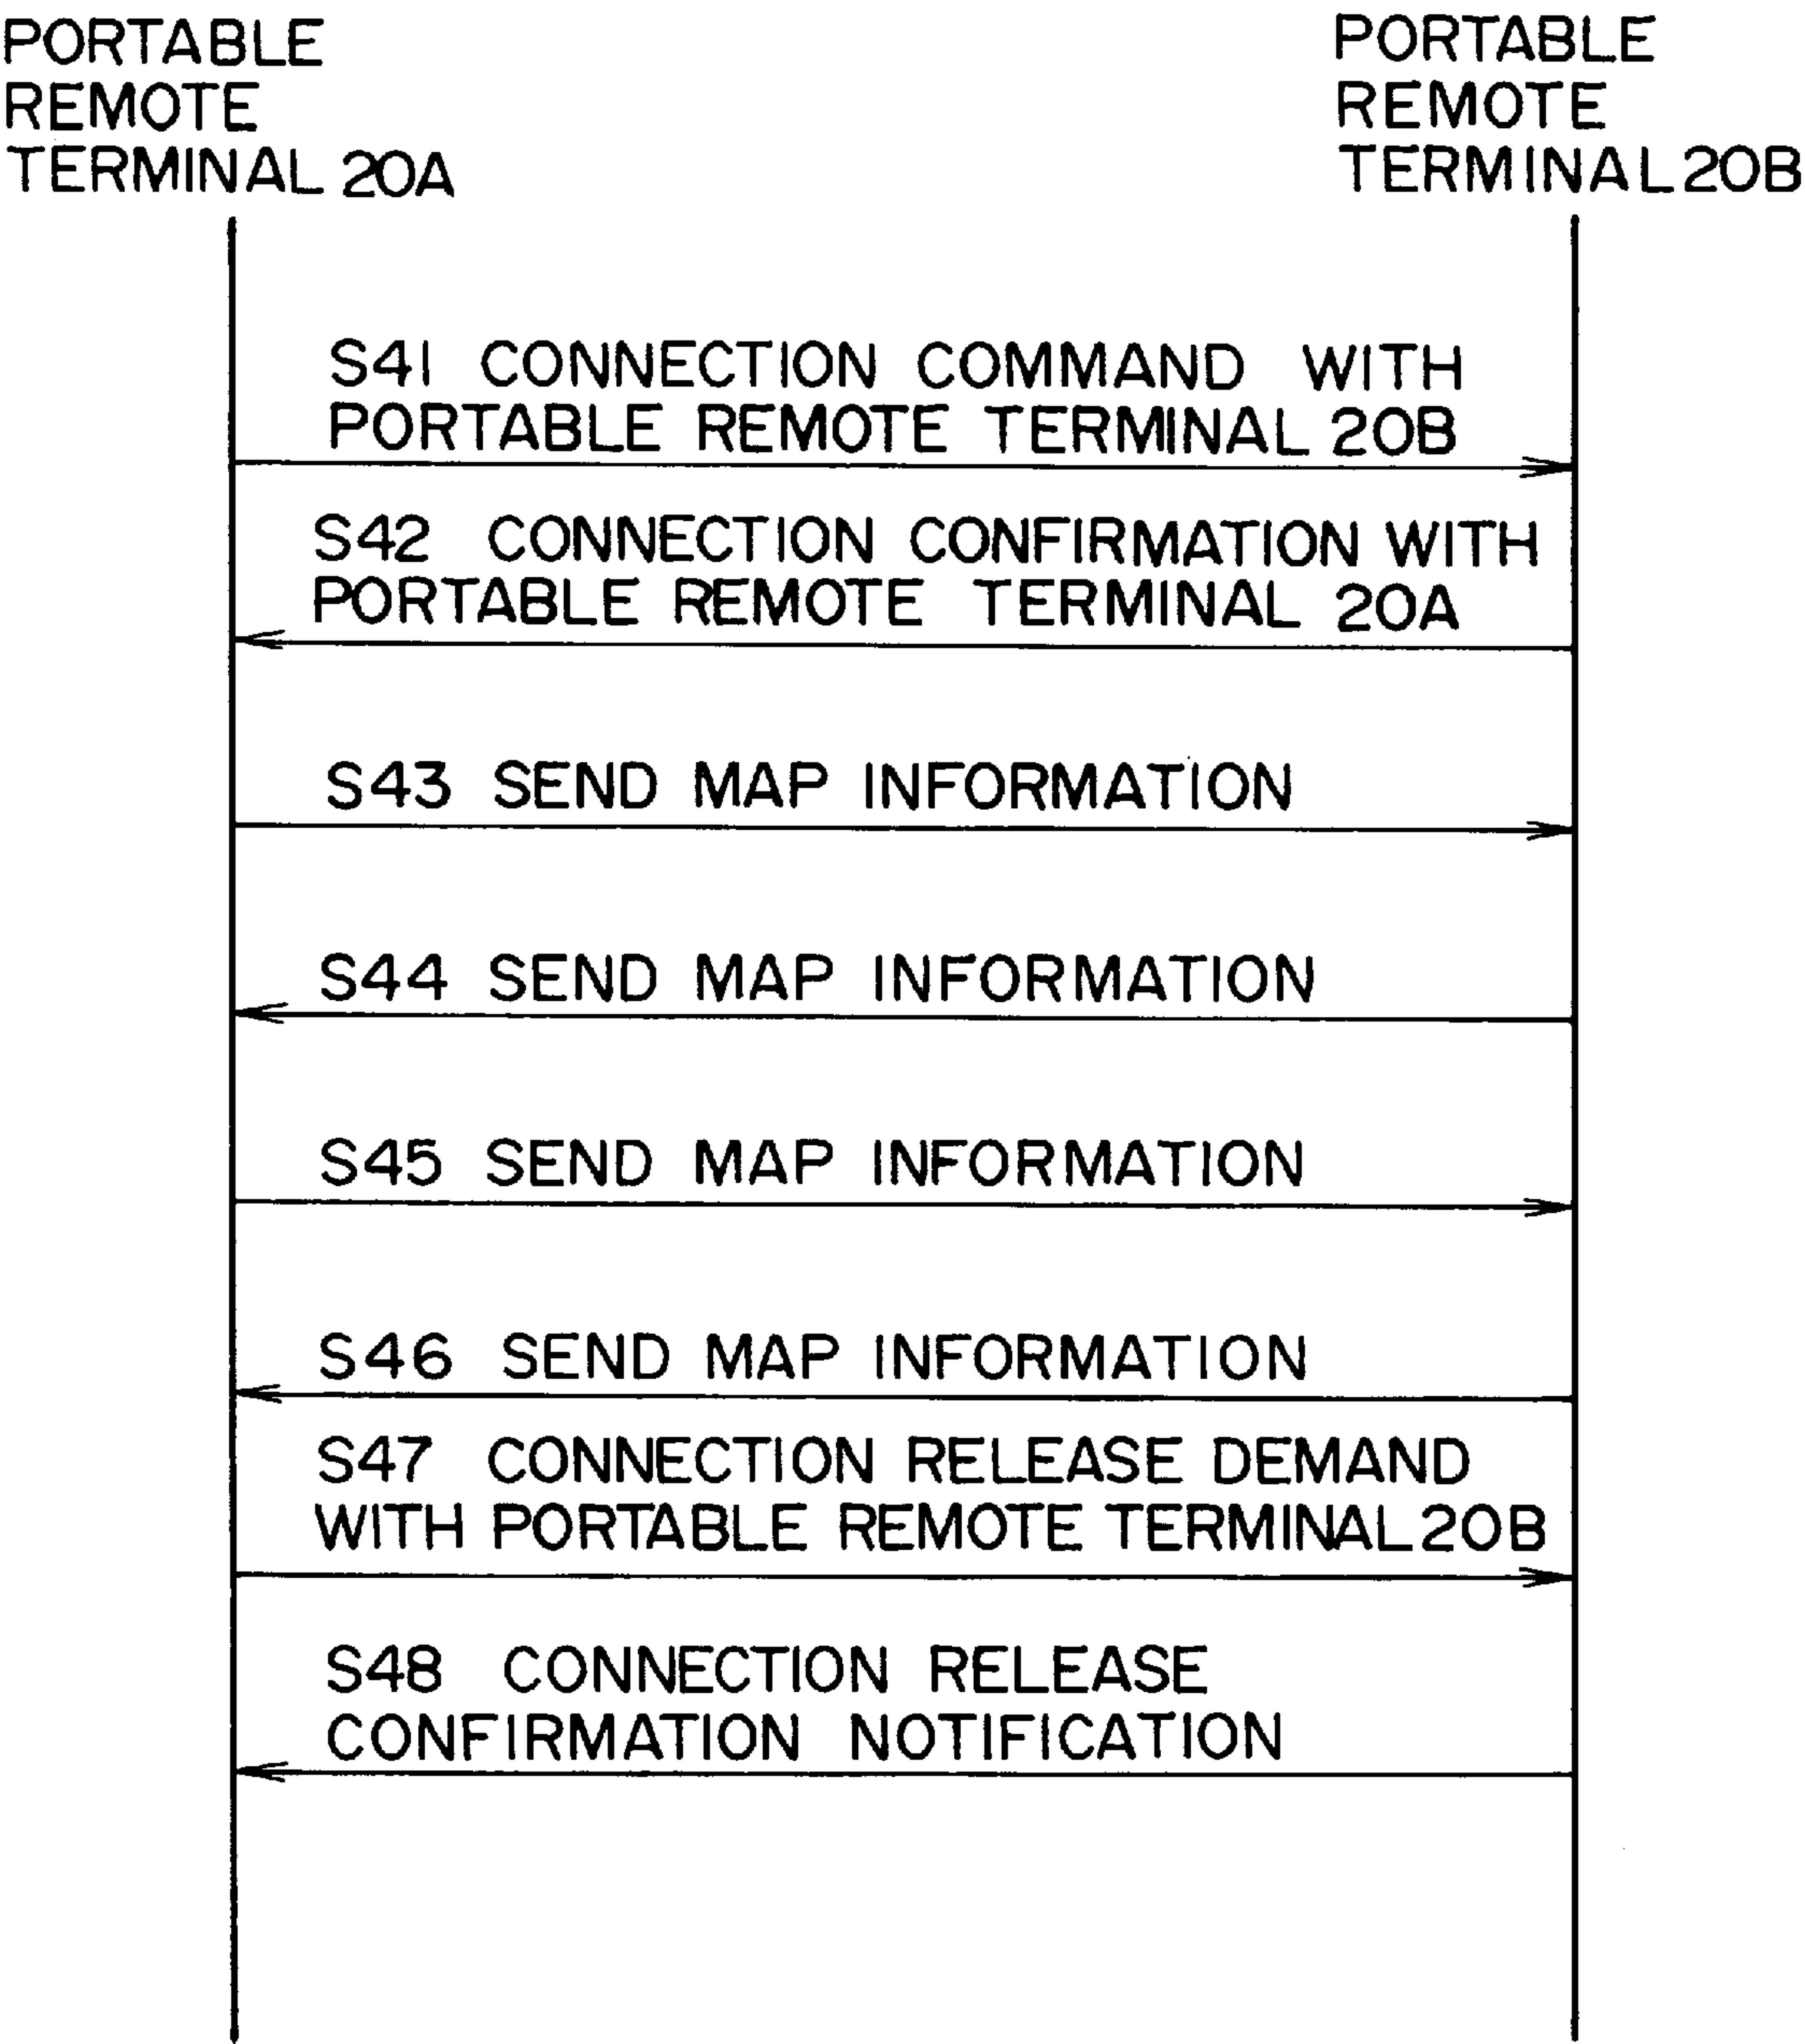 PORTABLE
REMOTE
TERMINAL 20A
PORTABLE
REMOTE
TERMINAL 20B
S41 CONNECTION COMMAND WITH
PORTABLE REMOTE TERMINAL 20B
S42 CONNECTION CONFIRMATION WITH
PORTABLE REMOTE TERMINAL 20A
S43 SEND MAP INFORMATION
S44 SEND MAP INFORMATION
S45 SEND MAP INFORMATION
S46 SEND MAP INFORMATION
S47 CONNECTION RELEASE DEMAND
WITH PORTABLE REMOTE TERMINAL 20B
S48 CONNECTION RELEASE
CONFIRMATION NOTIFICATION